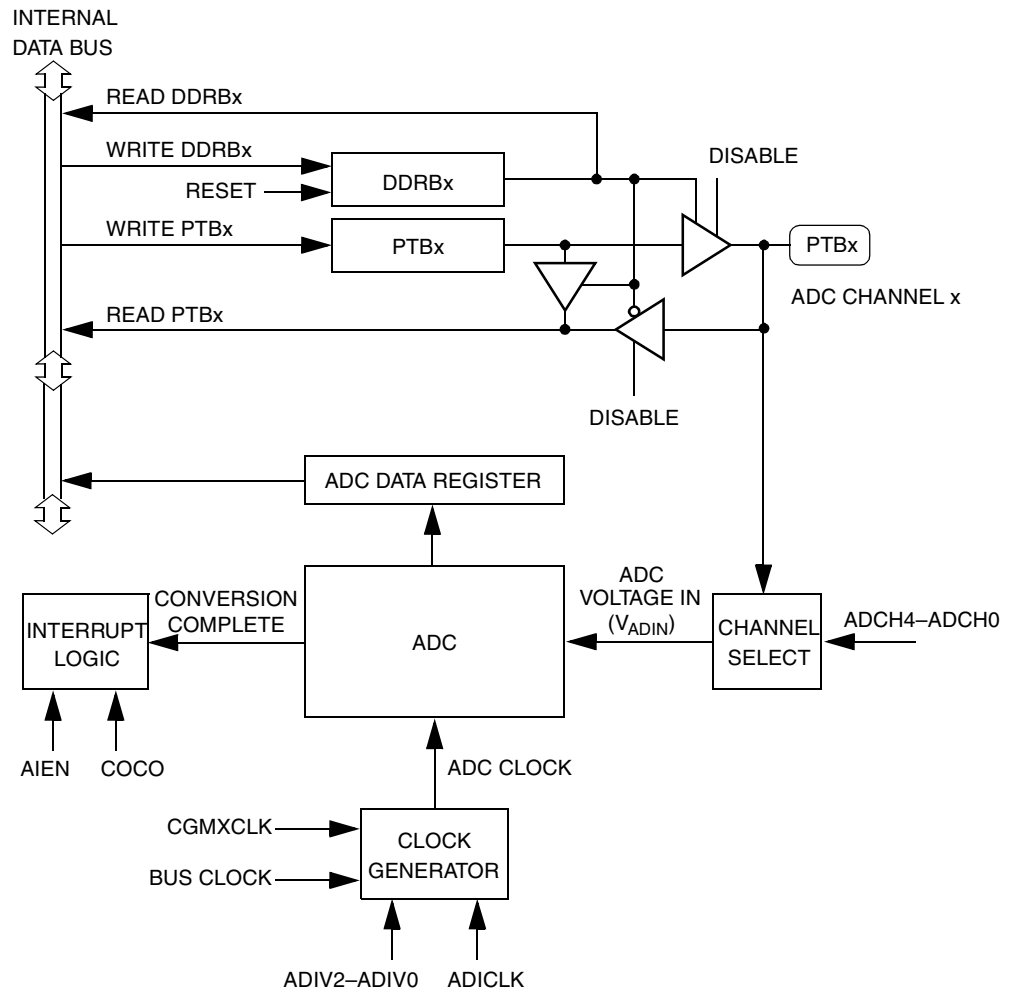 INTERNAL
DATA BUS
READ DDRBx
WRITE DDRBx
DISABLE
DDRBx
RESET
WRITE PTBx
PTBx
PTBx
ADC CHANNEL x
READ PTBx
DISABLE
ADC DATA REGISTER
INTERRUPT
LOGIC
CONVERSION
COMPLETE
ADC
ADC
VOLTAGE IN
(VADIN)
CHANNEL
SELECT
ADCH4–ADCH0
AIEN
COCO
ADC CLOCK
CGMXCLK
BUS CLOCK
CLOCK
GENERATOR
ADIV2–ADIV0
ADICLK